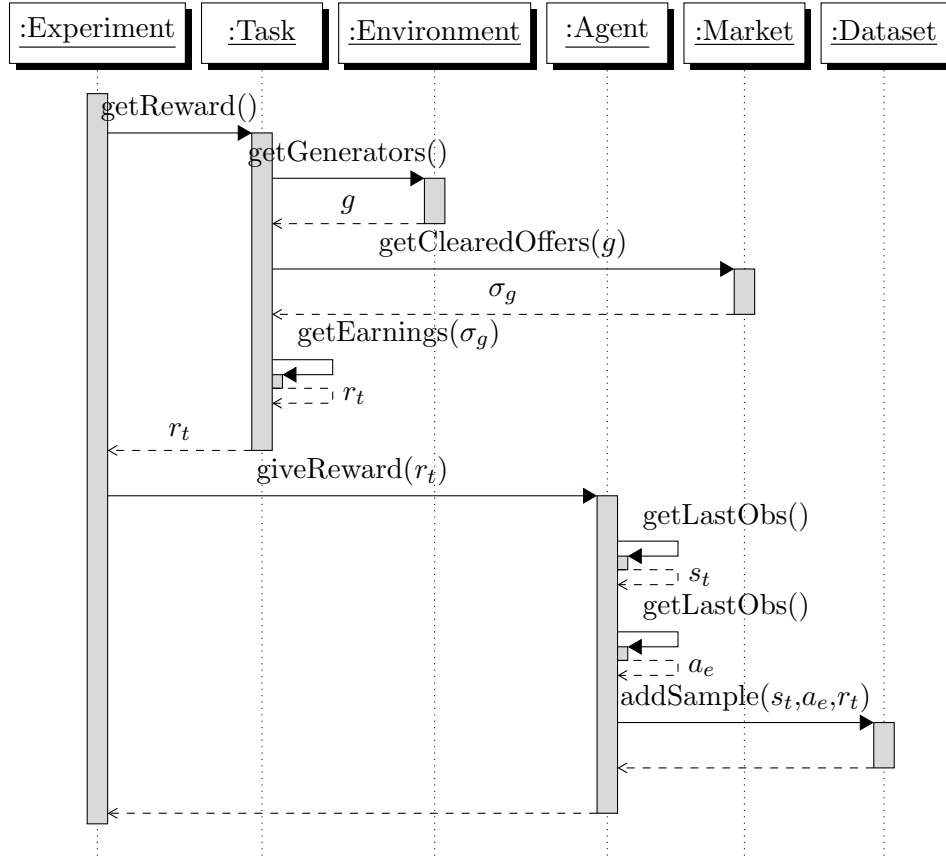 :Experiment :Task :Environment :Agent :Market :Dataset
getReward()
getGenerators()
g
getClearedOffers(g)
σ_g
getEarnings(σ_g)
r_t
r_t
giveReward(r_t)
getLastObs()
s_t
getLastObs()
a_e
addSample(s_t,a_e,r_t)